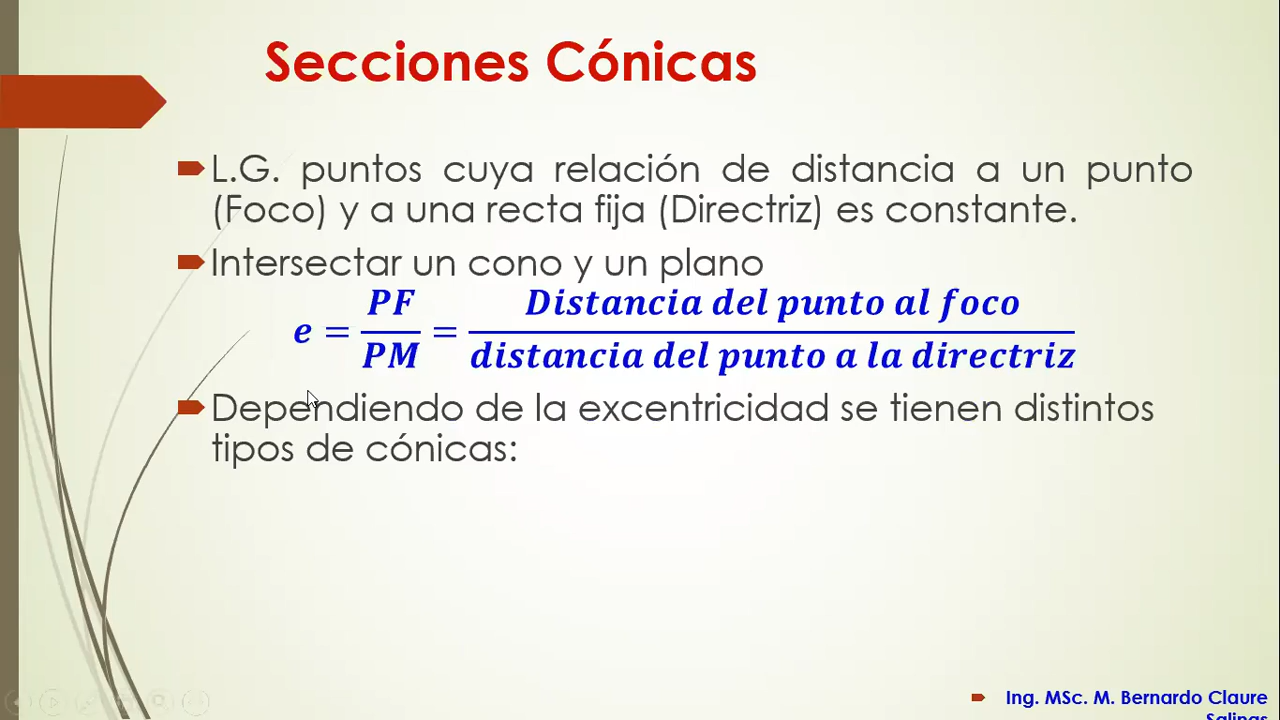 Secciones Cónicas
L.G. puntos cuya relación de distancia a un punto
(Foco) y a una recta fija (Directriz) es constante.
Intersectar un cono y un plano
e = PF/PM = Distancia del punto al foco/distancia del punto a la directriz
Dependiendo de la excentricidad se tienen distintos
tipos de cónicas:
Ing. MSc. M. Bernardo Claure
Salinas